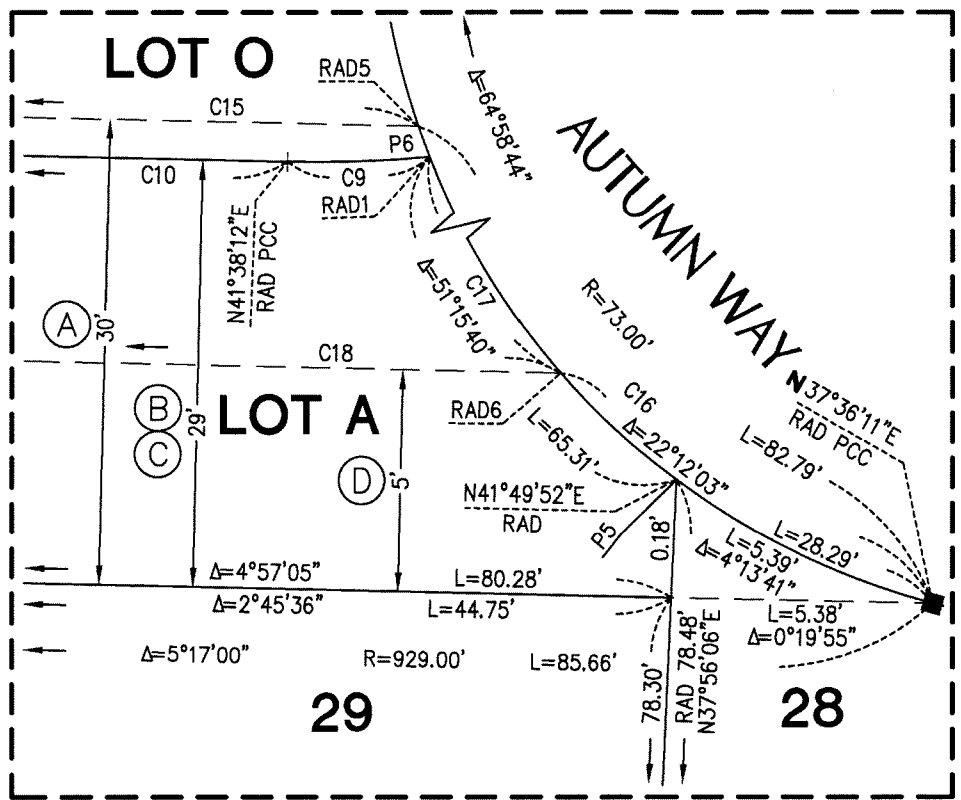 LOT O
RAD5
C15
Δ=64°58'44"
AUTUMN WAY
P6
C10
C9
RAD1
N41°38'12"E
RAD PCC
Δ=51°15'40"
C17
R=73.00'
A
30'
C18
N37°36'11"E
RAD PCC
B
C
29'
LOT A
RAD6
C16
Δ=22°12'03"
L=82.79'
D
5'
L=65.31'
N41°49'52"E
RAD
P5
0.18'
L=28.29'
L=5.39'
Δ=4°13'41"
Δ=4°57'05"
L=80.28'
Δ=2°45'36"
L=44.75'
L=5.38'
Δ=0°19'55"
Δ=5°17'00"
R=929.00'
L=85.66'
78.30'
RAD 78.48'
N37°56'06"E
29
28